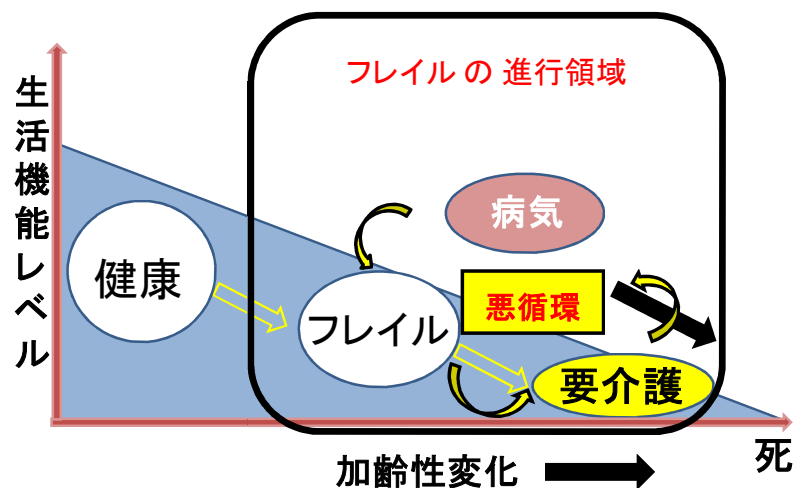 フレイル の 進行領域
生活機能レベル
病気
健康
悪循環
フレイル
要介護
死
加齢性変化